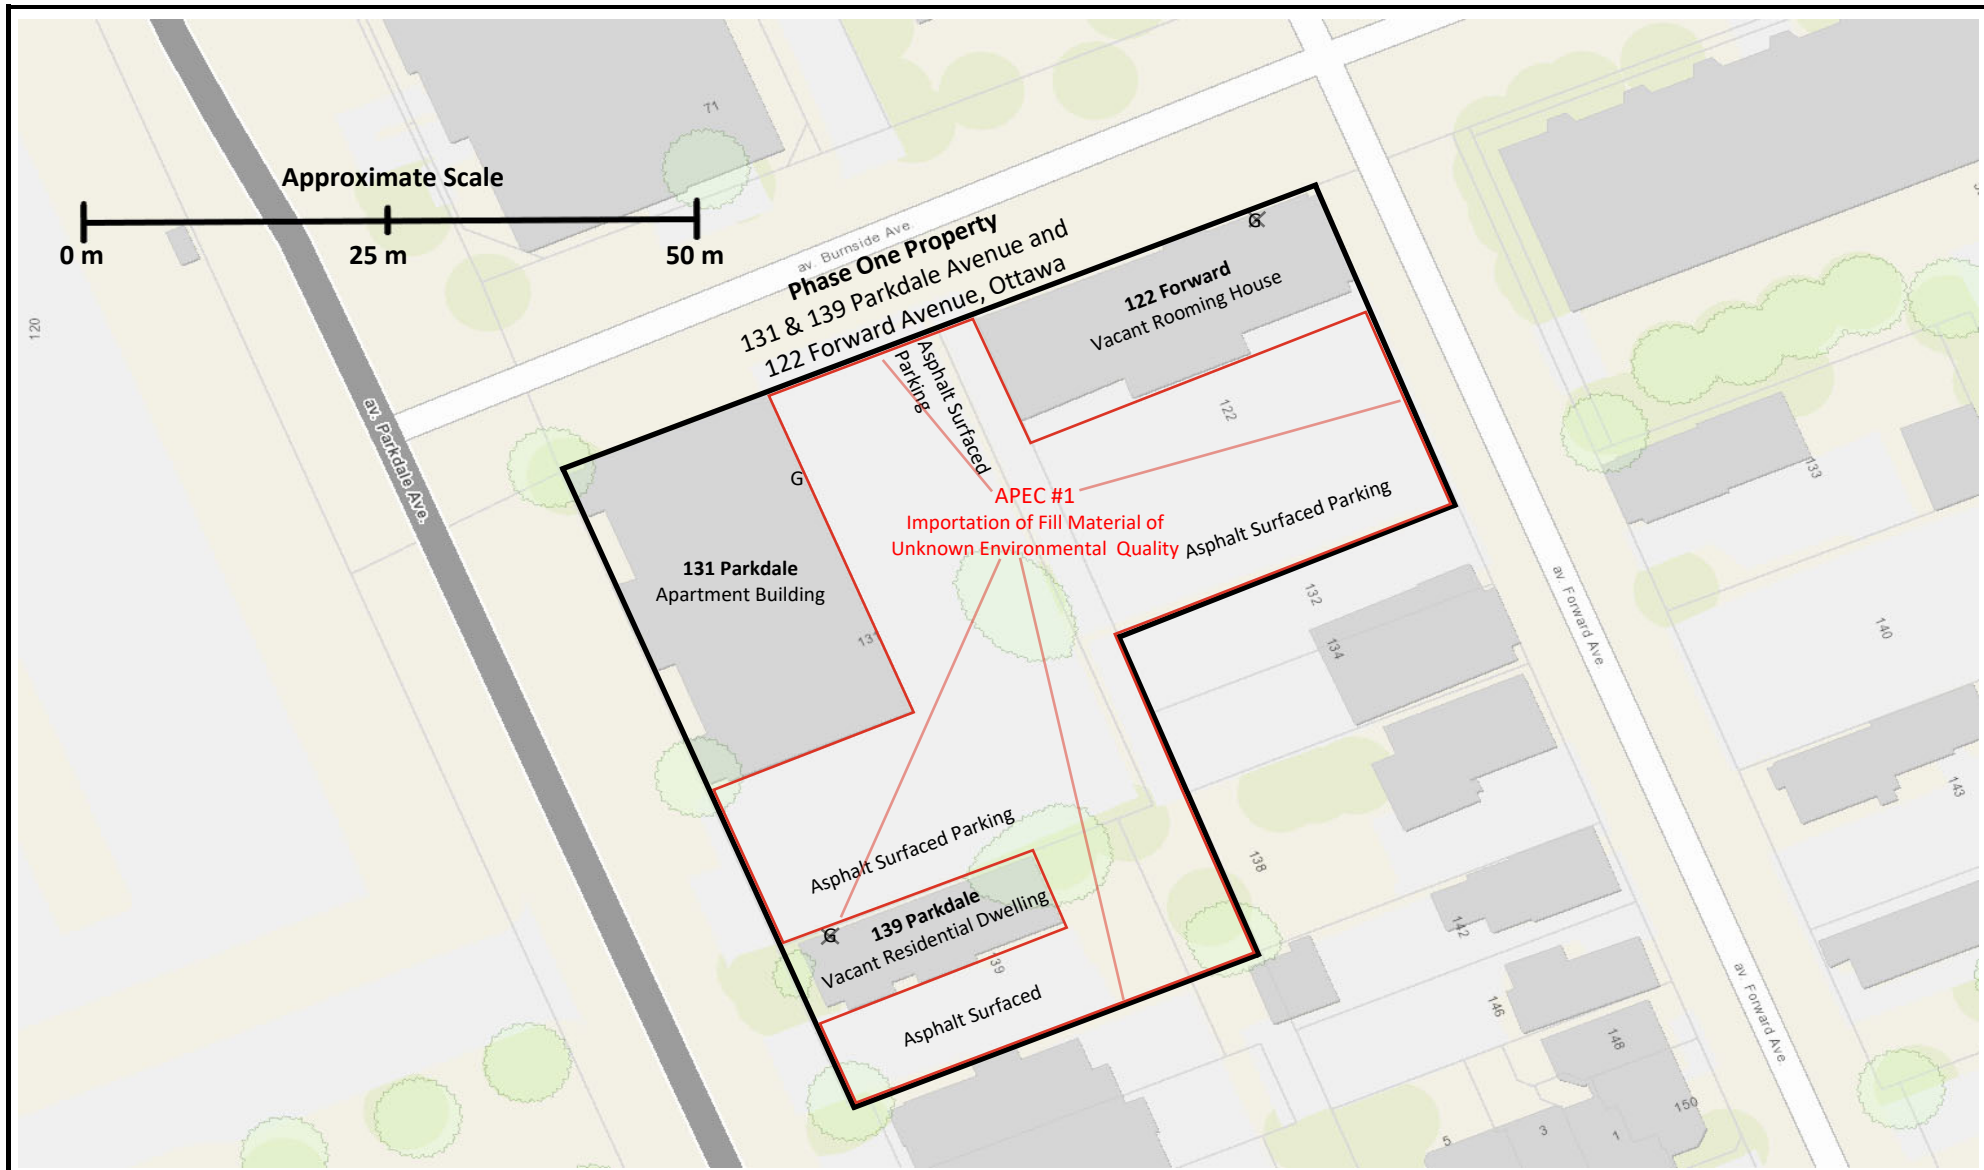 71
Approximate Scale
0 m
25 m
50 m
120
av. Burnside Ave.
Phase One Property
131 & 139 Parkdale Avenue and
122 Forward Avenue, Ottawa
G
122 Forward
Vacant Rooming House
Asphalt Surfaced
Parking
122
av. Parkdale Ave.
G
APEC #1
Importation of Fill Material of
Unknown Environmental Quality
Asphalt Surfaced Parking
131 Parkdale
Apartment Building
131
133
132
134
av. Forward Ave.
140
143
Asphalt Surfaced Parking
138
G
139 Parkdale
Vacant Residential Dwelling
39
Asphalt Surfaced
142
146
148
av. Forward Ave.
150
5
3
1